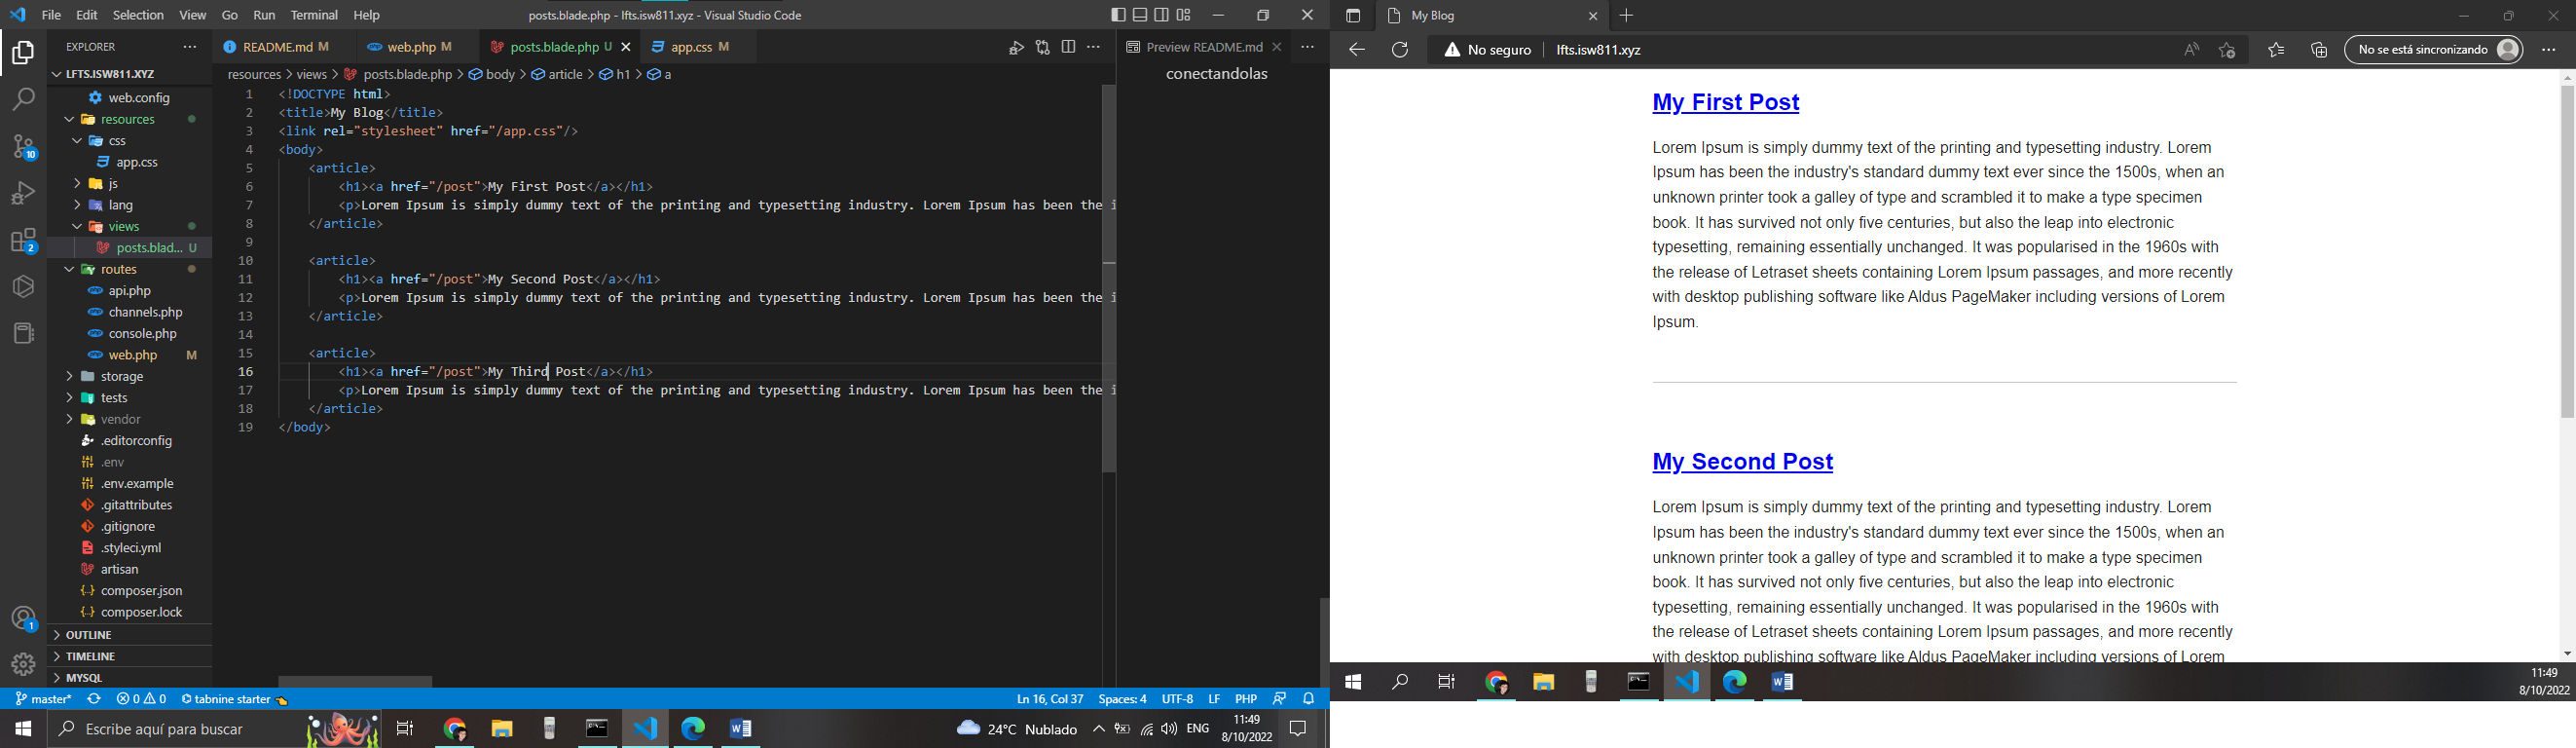 File Edit Selection View Go Run Terminal Help
posts.blade.php - lfts.isw811.xyz - Visual Studio Code
EXPLORER
LFTS.ISW811.XYZ
web.config
resources
css
app.css
js
lang
views
posts.blad... U
routes
api.php
channels.php
console.php
web.php M
storage
tests
vendor
.editorconfig
.env
.env.example
.gitattributes
.gitignore
.styleci.yml
artisan
composer.json
composer.lock
OUTLINE
TIMELINE
MYSQL
10
2
1
README.md M
web.php M
posts.blade.php U
app.css M
resources > views > posts.blade.php > body > article > h1 > a
1 <!DOCTYPE html>
2 <title>My Blog</title>
3 <link rel="stylesheet" href="/app.css"/>
4 <body>
5 <article>
6 <h1><a href="/post">My First Post</a></h1>
7 <p>Lorem Ipsum is simply dummy text of the printing and typesetting industry. Lorem Ipsum has been the i
8 </article>
9
10 <article>
11 <h1><a href="/post">My Second Post</a></h1>
12 <p>Lorem Ipsum is simply dummy text of the printing and typesetting industry. Lorem Ipsum has been the i
13 </article>
14
15 <article>
16 <h1><a href="/post">My Third Post</a></h1>
17 <p>Lorem Ipsum is simply dummy text of the printing and typesetting industry. Lorem Ipsum has been the i
18 </article>
19 </body>
Preview README.md
conectandolas
master* 0 0 tabnine starter
Ln 16, Col 37 Spaces: 4 UTF-8 LF PHP
Escribe aquí para buscar
24°C Nublado
ENG
11:49
8/10/2022
My Blog
No seguro
lfts.isw811.xyz
No se está sincronizando
My First Post
Lorem Ipsum is simply dummy text of the printing and typesetting industry. Lorem
Ipsum has been the industry's standard dummy text ever since the 1500s, when an
unknown printer took a galley of type and scrambled it to make a type specimen
book. It has survived not only five centuries, but also the leap into electronic
typesetting, remaining essentially unchanged. It was popularised in the 1960s with
the release of Letraset sheets containing Lorem Ipsum passages, and more recently
with desktop publishing software like Aldus PageMaker including versions of Lorem
Ipsum.
My Second Post
Lorem Ipsum is simply dummy text of the printing and typesetting industry. Lorem
Ipsum has been the industry's standard dummy text ever since the 1500s, when an
unknown printer took a galley of type and scrambled it to make a type specimen
book. It has survived not only five centuries, but also the leap into electronic
typesetting, remaining essentially unchanged. It was popularised in the 1960s with
the release of Letraset sheets containing Lorem Ipsum passages, and more recently
with desktop publishing software like Aldus PageMaker including versions of Lorem
11:49
8/10/2022